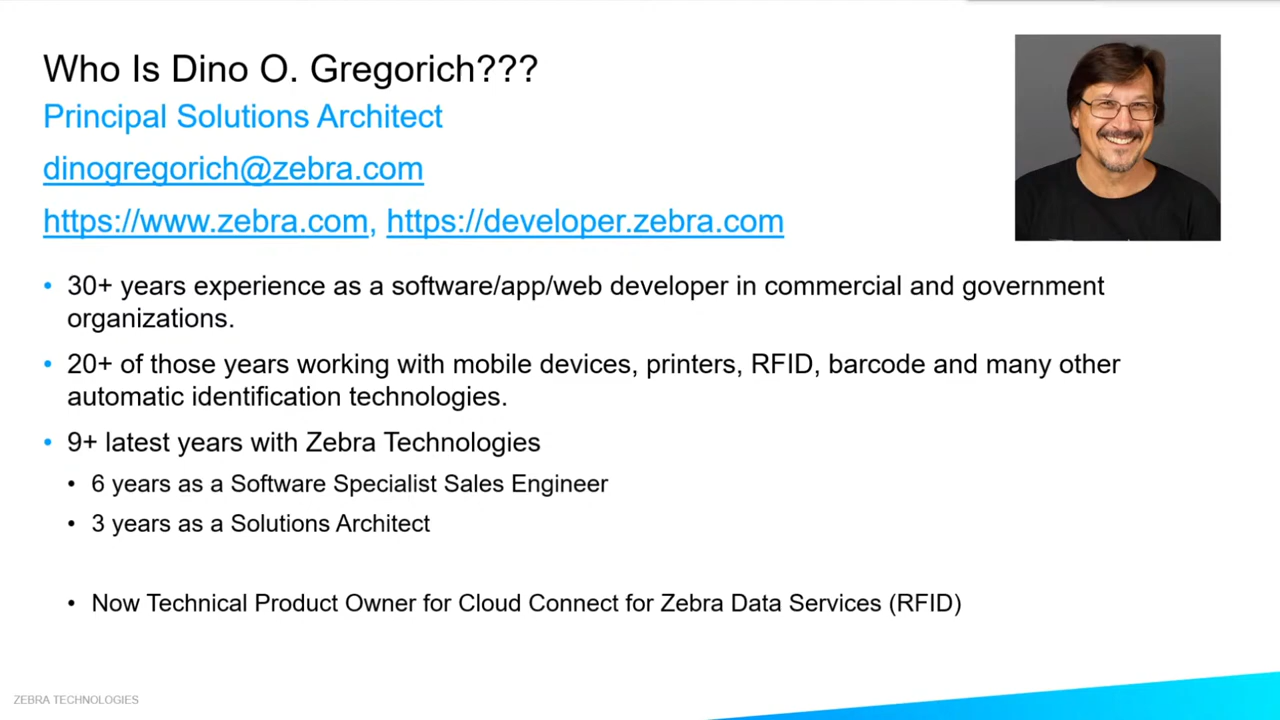 Who Is Dino O. Gregorich???
Principal Solutions Architect
dinogregorich@zebra.com
https://www.zebra.com, https://developer.zebra.com
• 30+ years experience as a software/app/web developer in commercial and government
organizations.
• 20+ of those years working with mobile devices, printers, RFID, barcode and many other
automatic identification technologies.
• 9+ latest years with Zebra Technologies
• 6 years as a Software Specialist Sales Engineer
• 3 years as a Solutions Architect
• Now Technical Product Owner for Cloud Connect for Zebra Data Services (RFID)
ZEBRA TECHNOLOGIES